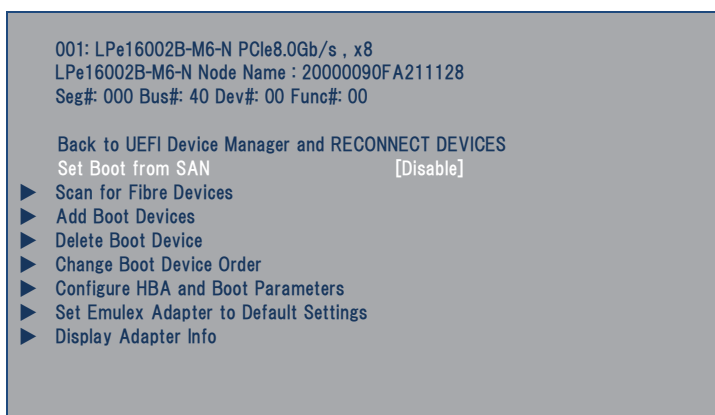 001: LPe16002B-M6-N PCIe8.0Gb/s , x8
LPe16002B-M6-N Node Name : 20000090FA211128
Seg#: 000 Bus#: 40 Dev#: 00 Func#: 00
Back to UEFI Device Manager and RECONNECT DEVICES
Set Boot from SAN [Disable]
Scan for Fibre Devices
Add Boot Devices
Delete Boot Device
Change Boot Device Order
Configure HBA and Boot Parameters
Set Emulex Adapter to Default Settings
Display Adapter Info